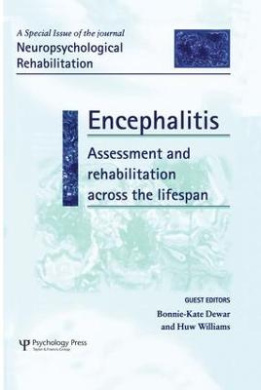 A Special Issue of the journal
Neuropsychological
Rehabilitation
Encephalitis
Assessment and
rehabilitation
across the lifespan
GUEST EDITORS
Bonnie-Kate Dewar
and Huw Williams
Psychology Press
Taylor & Francis Group